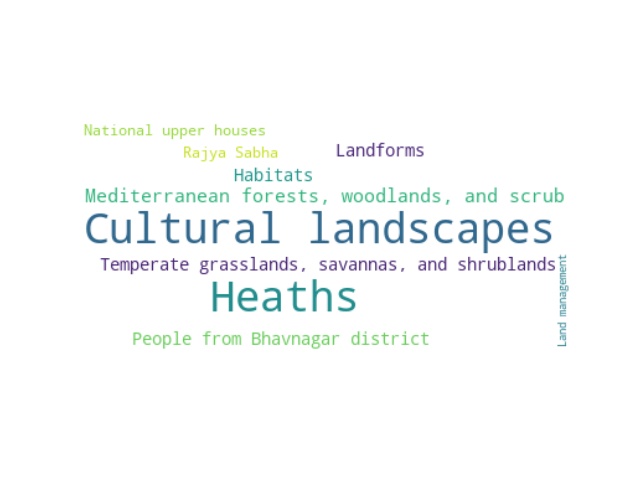 National upper houses
Rajya Sabha
Landforms
Habitats
Mediterranean forests, woodlands, and scrub
Cultural landscapes
Temperate grasslands, savannas, and shrublands
Heaths
Land management
People from Bhavnagar district